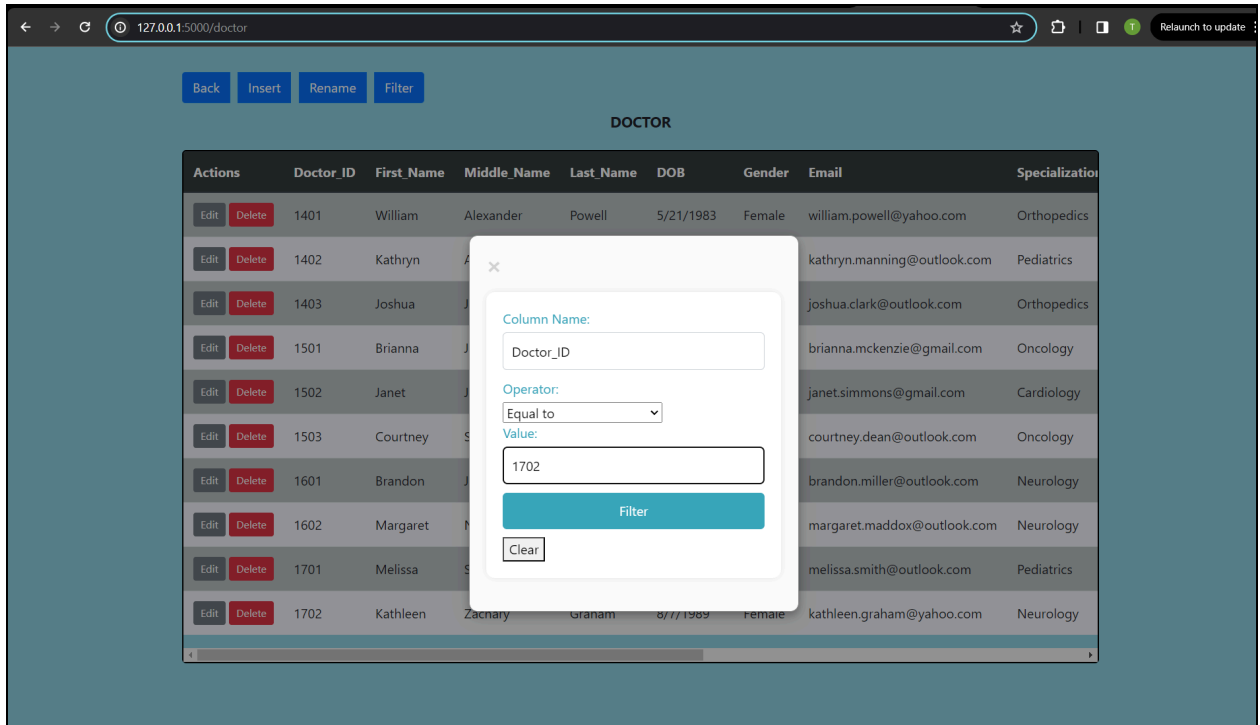 127.0.0.1:5000/doctor T Relaunch to update
Back Insert Rename Filter
DOCTOR
Actions Doctor_ID First_Name Middle_Name Last_Name DOB Gender Email Specialization
Edit Delete 1401 William Alexander Powell 5/21/1983 Female william.powell@yahoo.com Orthopedics
Edit Delete 1402 Kathryn A kathryn.manning@outlook.com Pediatrics
Edit Delete 1403 Joshua J joshua.clark@outlook.com Orthopedics
Edit Delete 1501 Brianna J brianna.mckenzie@gmail.com Oncology
Edit Delete 1502 Janet J janet.simmons@gmail.com Cardiology
Edit Delete 1503 Courtney S courtney.dean@outlook.com Oncology
Edit Delete 1601 Brandon J brandon.miller@outlook.com Neurology
Edit Delete 1602 Margaret margaret.maddox@outlook.com Neurology
Edit Delete 1701 Melissa S melissa.smith@outlook.com Pediatrics
Edit Delete 1702 Kathleen Zachary Graham 8/7/1989 Female kathleen.graham@yahoo.com Neurology
×
Column Name:
Doctor_ID
Operator:
Equal to
Value:
1702
Filter
Clear